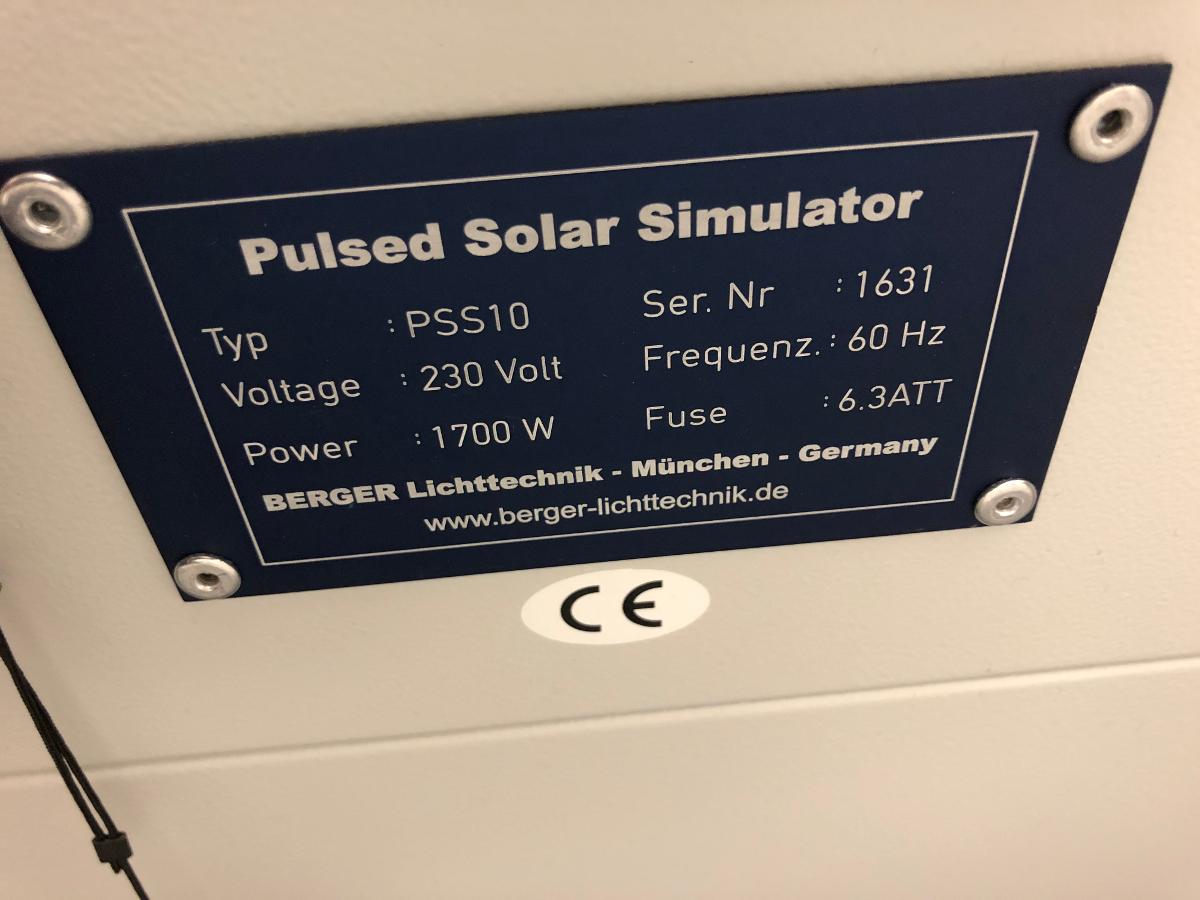 Pulsed Solar Simulator
Typ : PSS10 Ser. Nr : 1631
Voltage : 230 Volt Frequenz. : 60 Hz
Power : 1700 W Fuse : 6.3ATT
BERGER Lichttechnik - München - Germany
www.berger-lichttechnik.de
CE